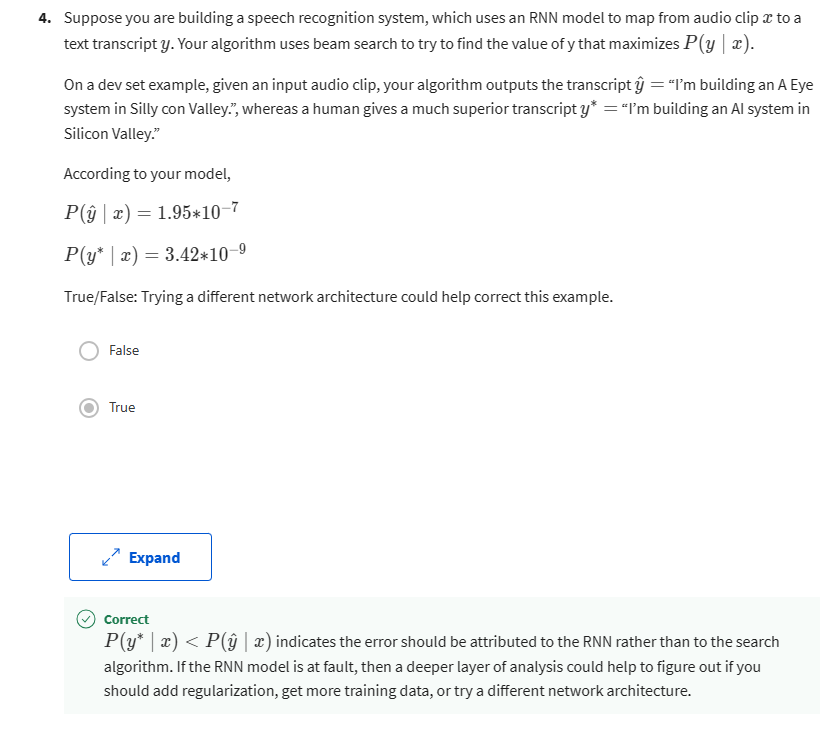 4. Suppose you are building a speech recognition system, which uses an RNN model to map from audio clip x to a
text transcript y. Your algorithm uses beam search to try to find the value of y that maximizes P(y | x).
On a dev set example, given an input audio clip, your algorithm outputs the transcript ŷ = “I’m building an A Eye
system in Silly con Valley.”, whereas a human gives a much superior transcript y* = “I’m building an AI system in
Silicon Valley.”
According to your model,
P(ŷ | x) = 1.95∗10⁻⁷
P(y* | x) = 3.42∗10⁻⁹
True/False: Trying a different network architecture could help correct this example.
False
True
Expand
Correct
P(y* | x) < P(ŷ | x) indicates the error should be attributed to the RNN rather than to the search
algorithm. If the RNN model is at fault, then a deeper layer of analysis could help to figure out if you
should add regularization, get more training data, or try a different network architecture.